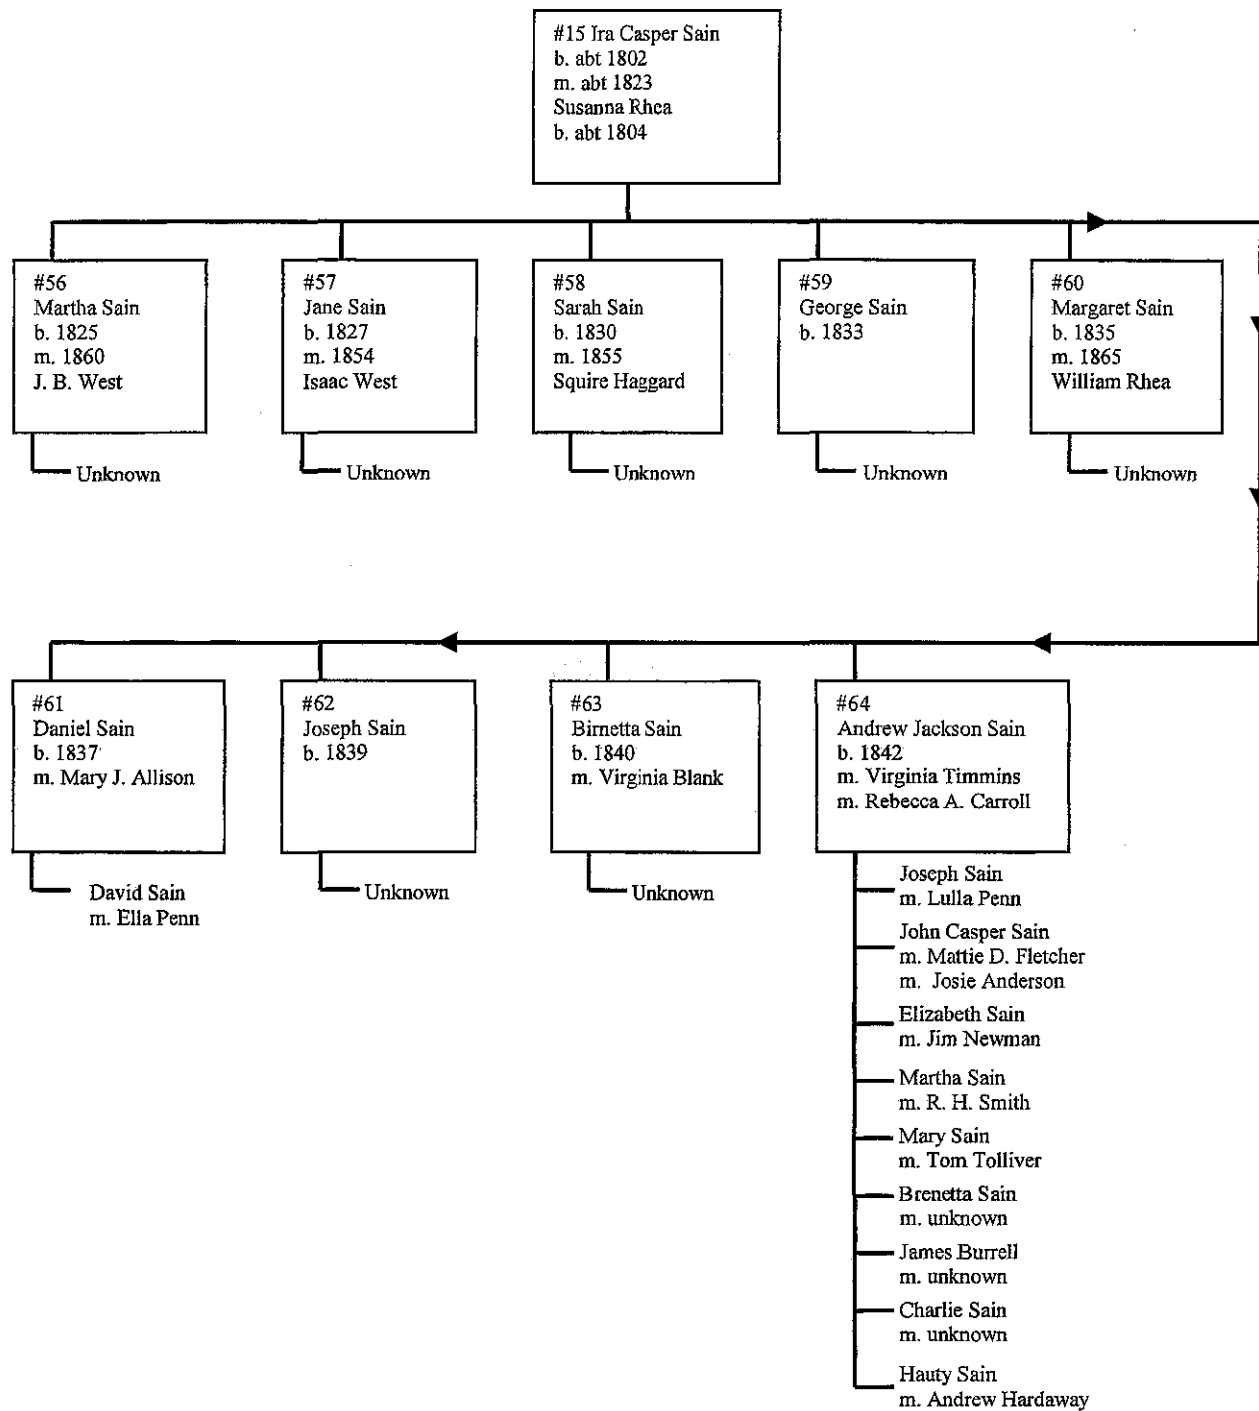 #15 Ira Casper Sain
b. abt 1802
m. abt 1823
Susanna Rhea
b. abt 1804
#56
Martha Sain
b. 1825
m. 1860
J. B. West
Unknown
#57
Jane Sain
b. 1827
m. 1854
Isaac West
Unknown
#58
Sarah Sain
b. 1830
m. 1855
Squire Haggard
Unknown
#59
George Sain
b. 1833
Unknown
#60
Margaret Sain
b. 1835
m. 1865
William Rhea
Unknown
#61
Daniel Sain
b. 1837
m. Mary J. Allison
David Sain
m. Ella Penn
#62
Joseph Sain
b. 1839
Unknown
#63
Birnetta Sain
b. 1840
m. Virginia Blank
Unknown
#64
Andrew Jackson Sain
b. 1842
m. Virginia Timmins
m. Rebecca A. Carroll
Joseph Sain
m. Lulla Penn
John Casper Sain
m. Mattie D. Fletcher
m. Josie Anderson
Elizabeth Sain
m. Jim Newman
Martha Sain
m. R. H. Smith
Mary Sain
m. Tom Tolliver
Brenetta Sain
m. unknown
James Burrell
m. unknown
Charlie Sain
m. unknown
Hauty Sain
m. Andrew Hardaway